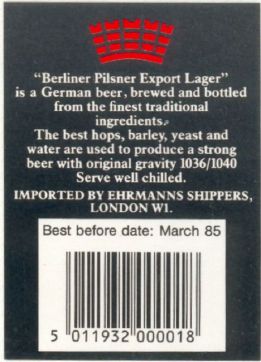 "Berliner Pilsner Export Lager"
is a German beer, brewed and bottled
from the finest traditional
ingredients.
The best hops, barley, yeast and
water are used to produce a strong
beer with original gravity 1036/1040
Serve well chilled.
IMPORTED BY EHRMANNS SHIPPERS,
LONDON W1.
Best before date: March 85
5 011932 000018